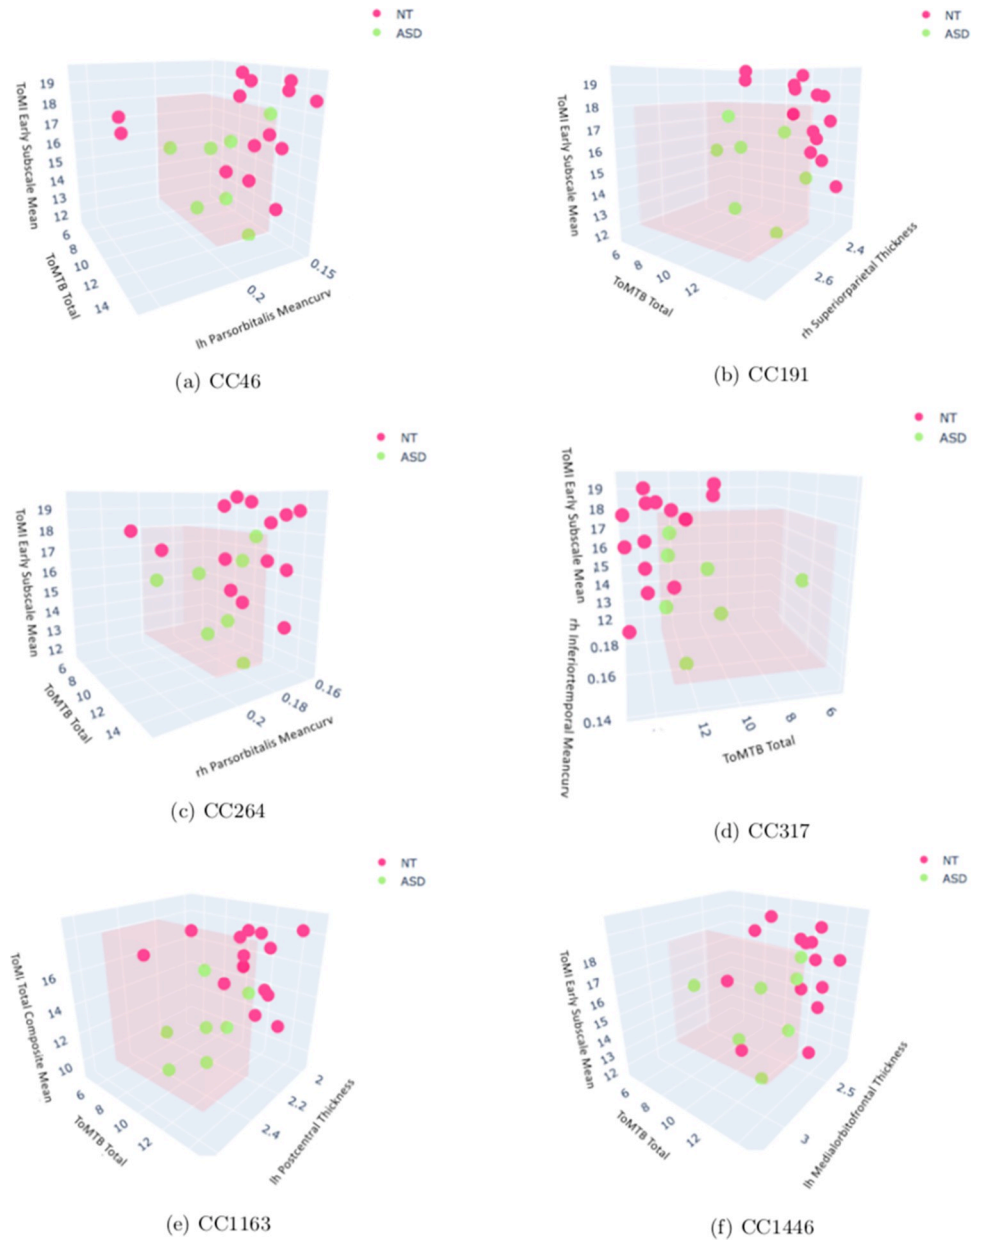 NT
ASD
19
18
17
16
15
14
13
12
6
8
10
12
14
0.2
0.15
ToMI Early Subscale Mean
ToMTB Total
lh Parsorbitalis Meancurv
(a) CC46
NT
ASD
19
18
17
16
15
14
13
12
6
8
10
12
2.6
2.4
ToMI Early Subscale Mean
ToMTB Total
rh Superiorparietal Thickness
(b) CC191
NT
ASD
19
18
17
16
15
14
13
12
6
8
10
12
14
0.2
0.18
0.16
ToMI Early Subscale Mean
ToMTB Total
rh Parsorbitalis Meancurv
(c) CC264
NT
ASD
19
18
17
16
15
14
13
12
0.18
0.16
0.14
12
10
8
6
ToMI Early Subscale Mean
rh Inferiortemporal Meancurv
ToMTB Total
(d) CC317
NT
ASD
16
14
12
10
6
8
10
12
2.4
2.2
2
ToMI Total Composite Mean
ToMTB Total
lh Postcentral Thickness
(e) CC1163
NT
ASD
18
17
16
15
14
13
12
6
8
10
12
3
2.5
ToMI Early Subscale Mean
ToMTB Total
lh Medialorbitofrontal Thickness
(f) CC1446